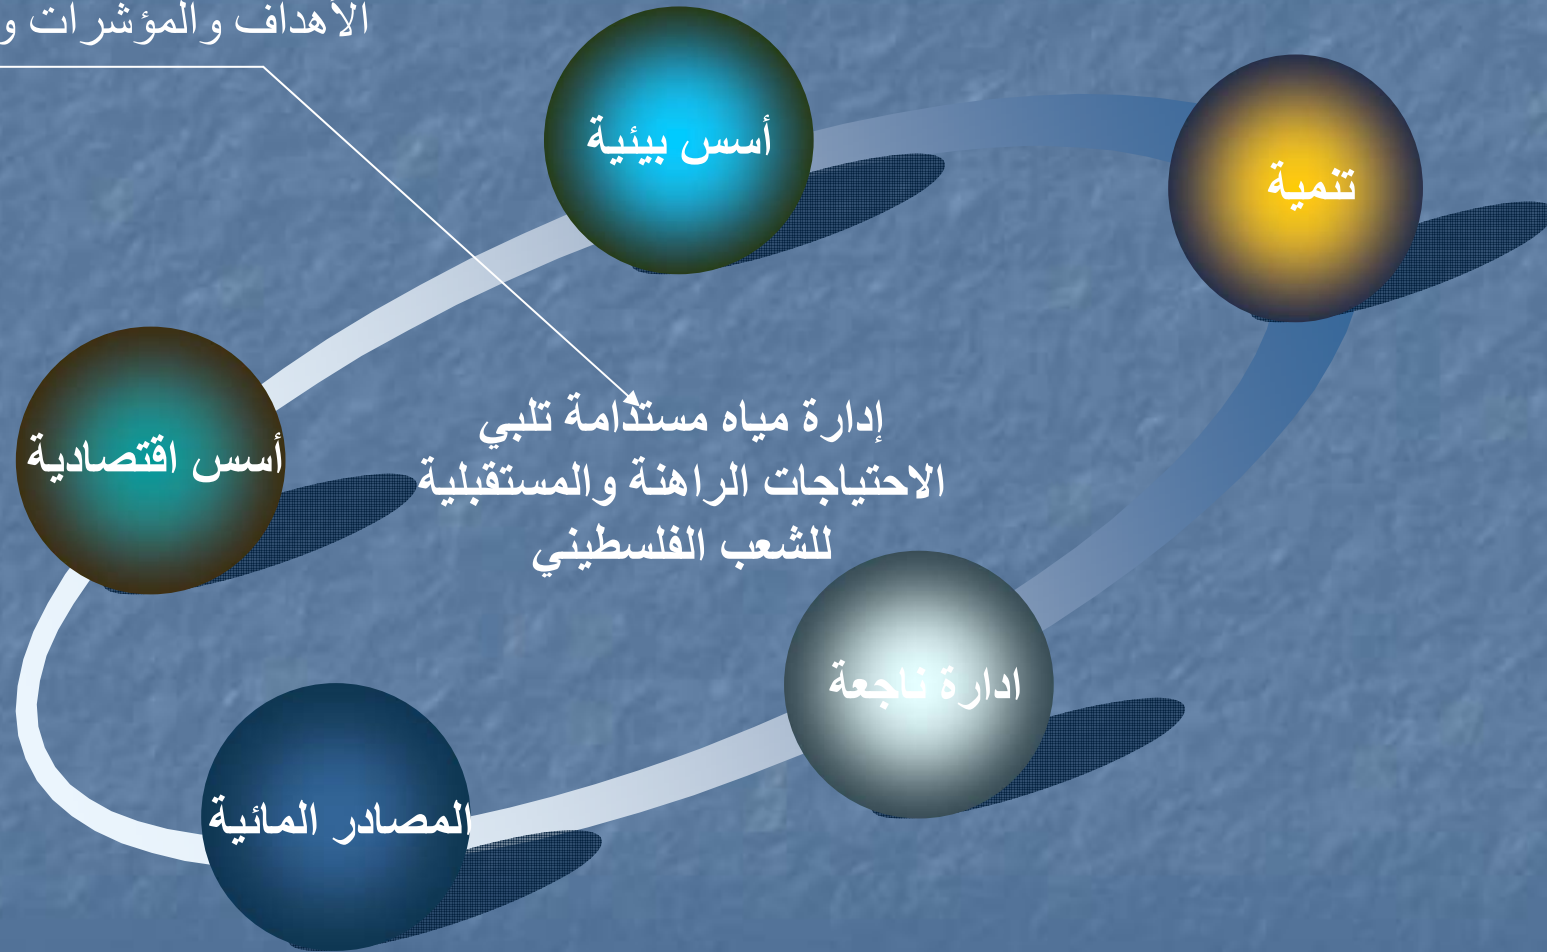 الأهداف والمؤشرات و
أسس بيئية
تنمية
أسس اقتصادية
إدارة مياه مستدامة تلبي
الاحتياجات الراهنة والمستقبلية
للشعب الفلسطيني
ادارة ناجعة
المصادر المائية